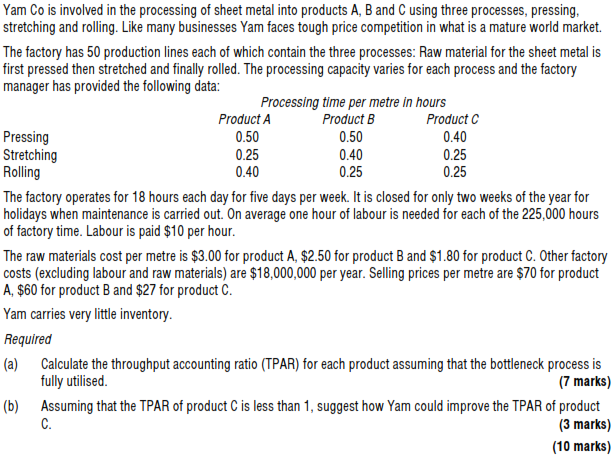 Yam Co is involved in the processing of sheet metal into products A, B and C using three processes, pressing,
stretching and rolling. Like many businesses Yam faces tough price competition in what is a mature world market.
The factory has 50 production lines each of which contain the three processes: Raw material for the sheet metal is
first pressed then stretched and finally rolled. The processing capacity varies for each process and the factory
manager has provided the following data:
Processing time per metre in hours
Product A Product B Product C
Pressing 0.50 0.50 0.40
Stretching 0.25 0.40 0.25
Rolling 0.40 0.25 0.25
The factory operates for 18 hours each day for five days per week. It is closed for only two weeks of the year for
holidays when maintenance is carried out. On average one hour of labour is needed for each of the 225,000 hours
of factory time. Labour is paid $10 per hour.
The raw materials cost per metre is $3.00 for product A, $2.50 for product B and $1.80 for product C. Other factory
costs (excluding labour and raw materials) are $18,000,000 per year. Selling prices per metre are $70 for product
A, $60 for product B and $27 for product C.
Yam carries very little inventory.
Required
(a) Calculate the throughput accounting ratio (TPAR) for each product assuming that the bottleneck process is
fully utilised. (7 marks)
(b) Assuming that the TPAR of product C is less than 1, suggest how Yam could improve the TPAR of product
C. (3 marks)
(10 marks)